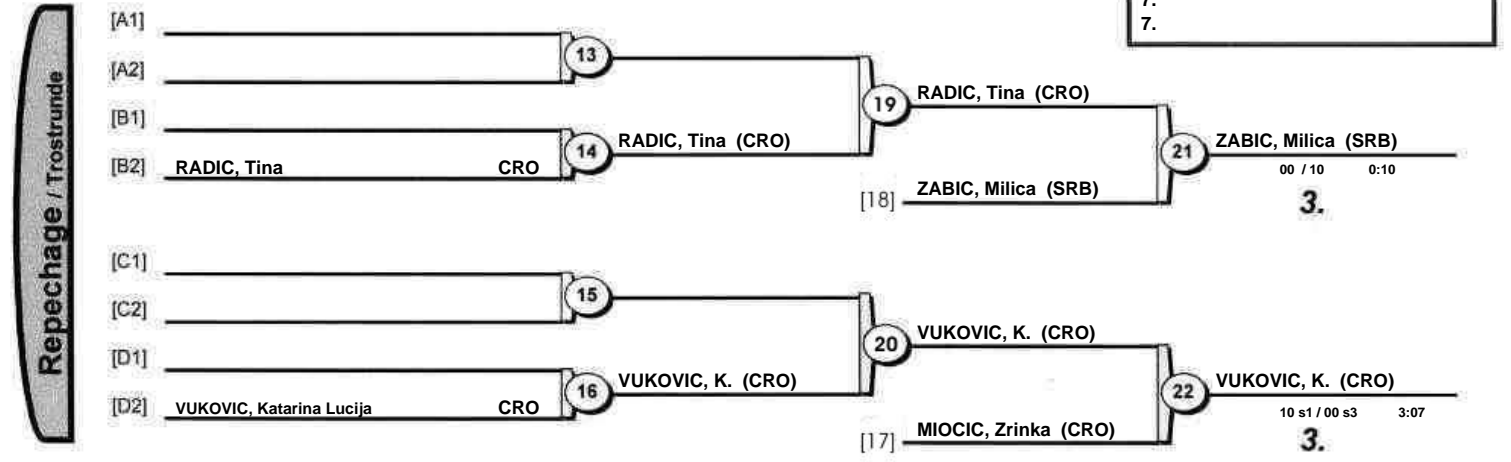 7.
7.
Repechage / Trostrunde
[A1]
13
[A2]
19
RADIC, Tina (CRO)
[B1]
14
RADIC, Tina (CRO)
21
ZABIC, Milica (SRB)
[B2]
RADIC, Tina CRO
00 / 10 0:10
[18]
ZABIC, Milica (SRB)
3.
[C1]
15
[C2]
20
VUKOVIC, K. (CRO)
[D1]
16
VUKOVIC, K. (CRO)
22
VUKOVIC, K. (CRO)
[D2]
VUKOVIC, Katarina Lucija CRO
10 s1 / 00 s3 3:07
[17]
MIOCIC, Zrinka (CRO)
3.